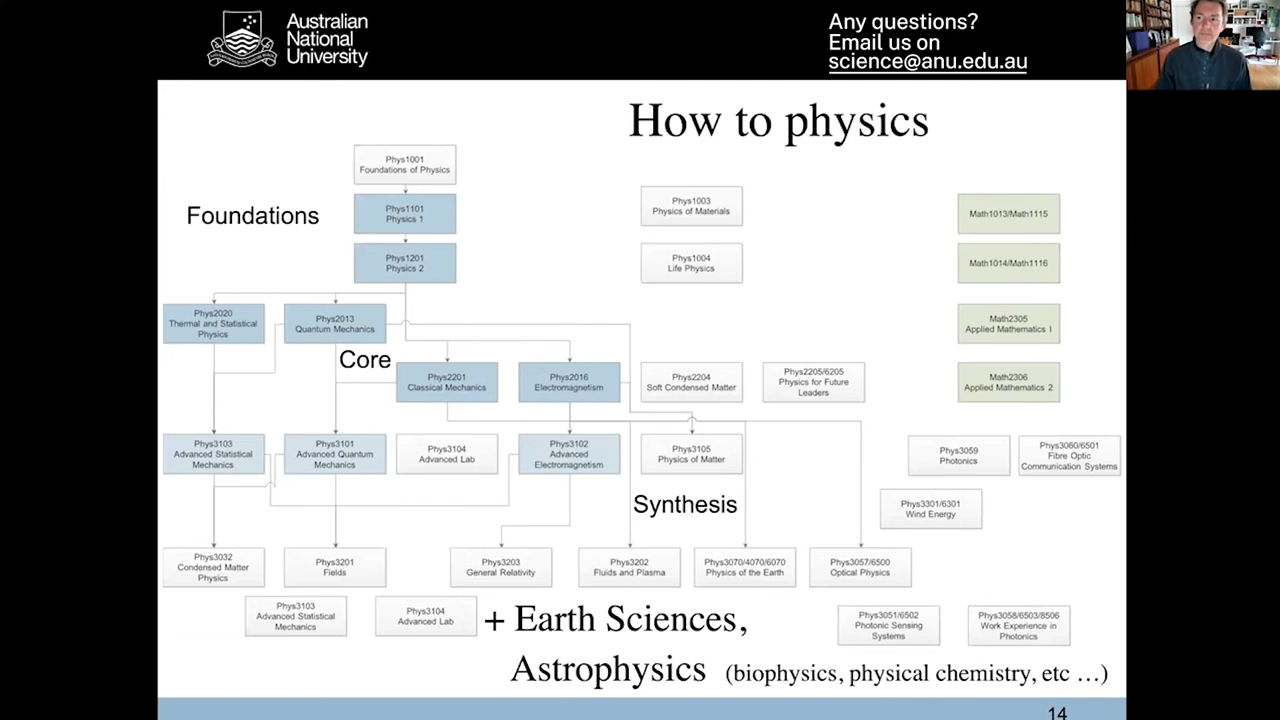 Australian
National
University
Any questions?
Email us on
science@anu.edu.au
How to physics
Phys1001
Foundations of Physics
Foundations
Phys1101
Physics 1
Phys1003
Physics of Materials
Math1013/Math1115
Phys1201
Physics 2
Phys1004
Life Physics
Math1014/Math1116
Phys2020
Thermal and Statistical
Physics
Phys2013
Quantum Mechanics
Math2305
Applied Mathematics I
Core
Phys2201
Classical Mechanics
Phys2016
Electromagnetism
Phys2204
Soft Condensed Matter
Phys2205/6205
Physics for Future
Leaders
Math2306
Applied Mathematics 2
Phys3103
Advanced Statistical
Mechanics
Phys3101
Advanced Quantum
Mechanics
Phys3104
Advanced Lab
Phys3102
Advanced
Electromagnetism
Phys3105
Physics of Matter
Phys3059
Photonics
Phys3060/6501
Fibre Optic
Communication Systems
Synthesis
Phys3301/6301
Wind Energy
Phys3032
Condensed Matter
Physics
Phys3201
Fields
Phys3203
General Relativity
Phys3202
Fluids and Plasma
Phys3070/4070/6070
Physics of the Earth
Phys3057/6500
Optical Physics
Phys3103
Advanced Statistical
Mechanics
Phys3104
Advanced Lab
+ Earth Sciences,
Astrophysics (biophysics, physical chemistry, etc …)
Phys3051/6502
Photonic Sensing
Systems
Phys3058/6503/8506
Work Experience in
Photonics
14